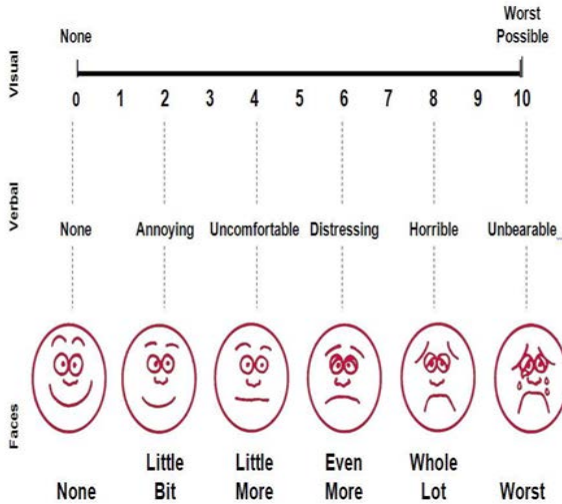 None
Worst
Possible
Visual
0 1 2 3 4 5 6 7 8 9 10
Verbal
None Annoying Uncomfortable Distressing Horrible Unbearable_
Faces
None
Little
Bit
Little
More
Even
More
Whole
Lot
Worst